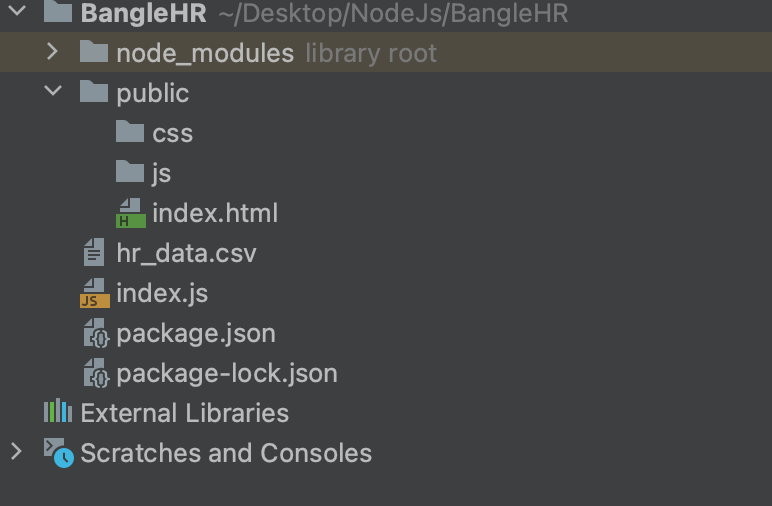 BangleHR ~/Desktop/NodeJs/BangleHR
node_modules library root
public
css
js
H index.html
hr_data.csv
JS index.js
package.json
package-lock.json
External Libraries
Scratches and Consoles